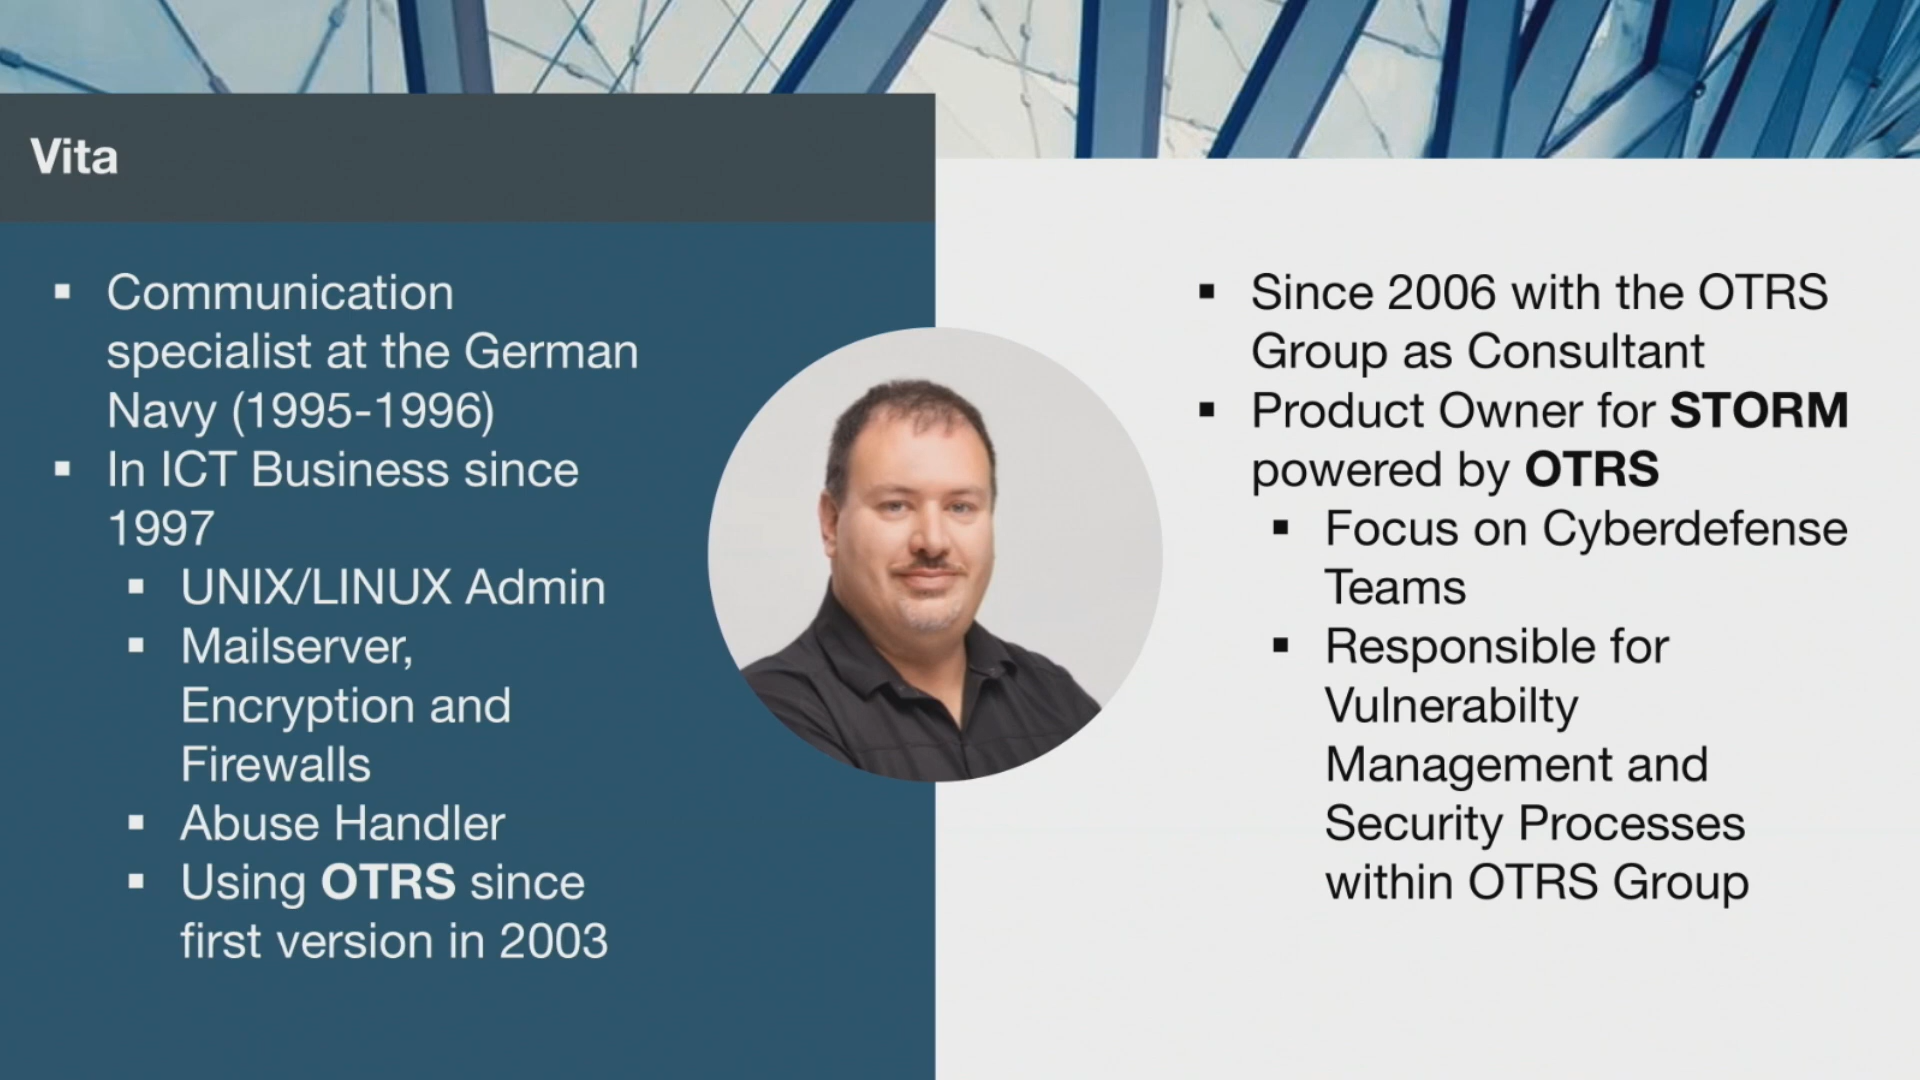 Vita
▪ Communication
specialist at the German
Navy (1995-1996)
▪ In ICT Business since
1997
▪ UNIX/LINUX Admin
▪ Mailserver,
Encryption and
Firewalls
▪ Abuse Handler
▪ Using OTRS since
first version in 2003
▪ Since 2006 with the OTRS
Group as Consultant
▪ Product Owner for STORM
powered by OTRS
▪ Focus on Cyberdefense
Teams
▪ Responsible for
Vulnerabilty
Management and
Security Processes
within OTRS Group